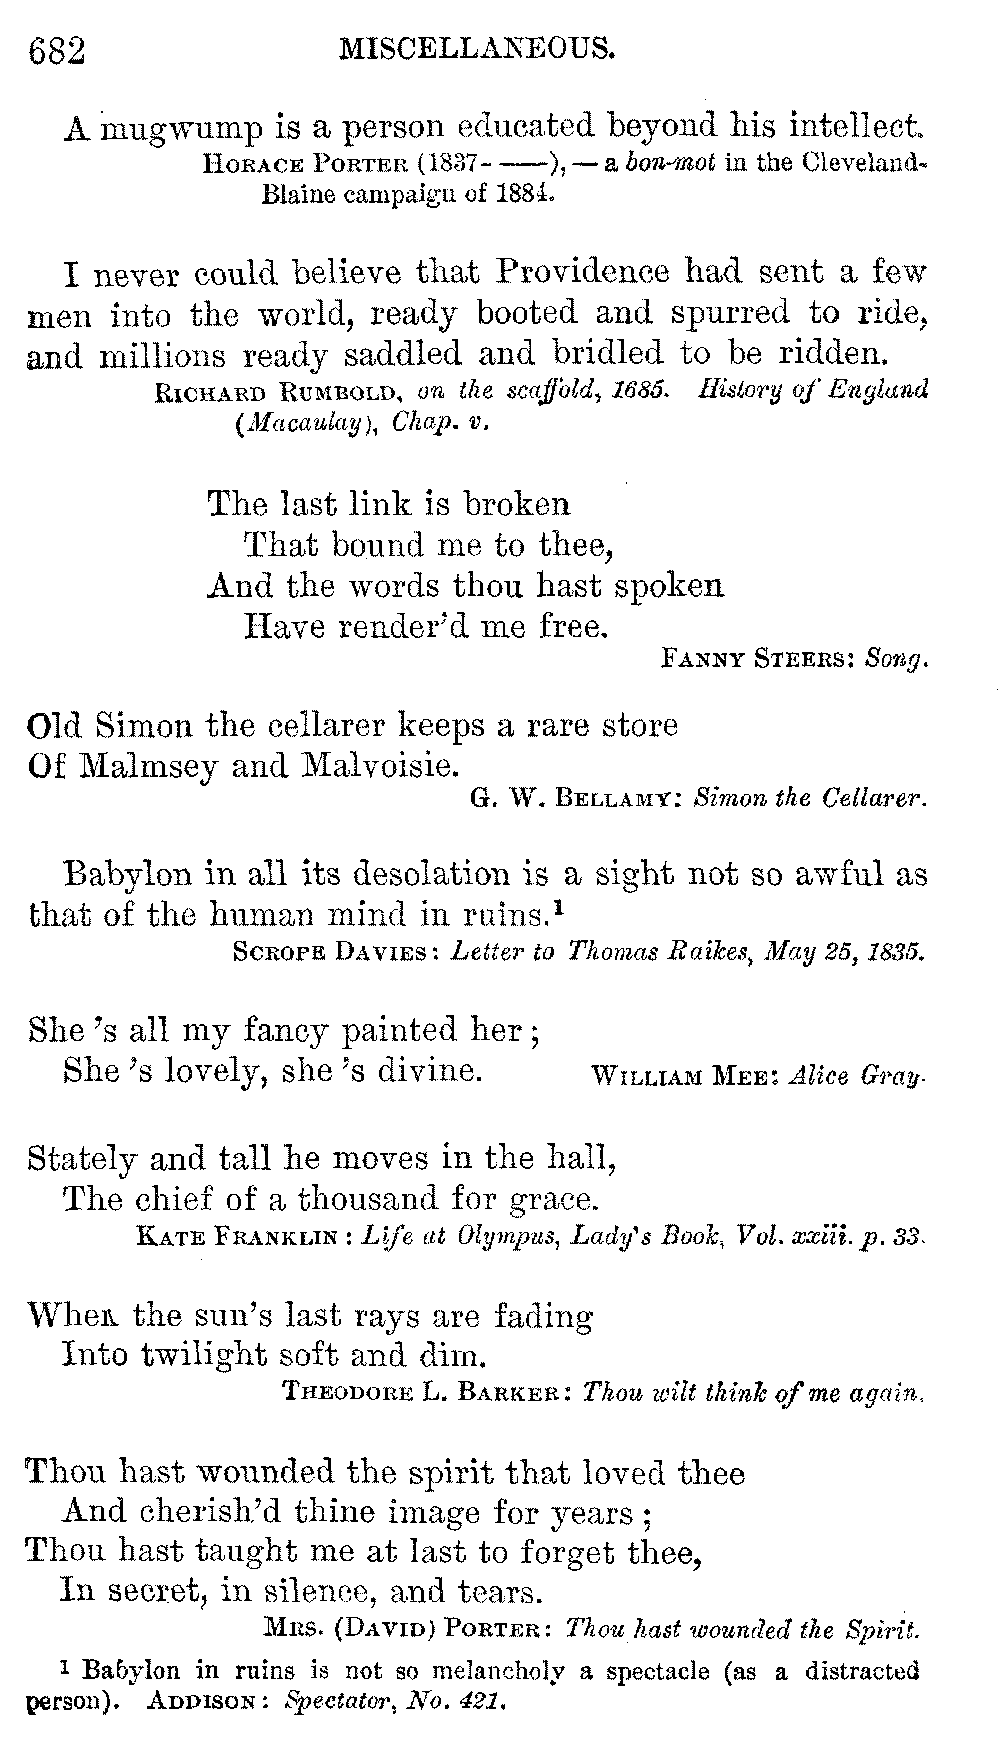 682 MISCELLANEOUS.
A mugwump is a person educated beyond his intellect.
HORACE PORTER (1837- ——), — a bon-mot in the Cleveland-
Blaine campaign of 1884.
I never could believe that Providence had sent a few
men into the world, ready booted and spurred to ride,
and millions ready saddled and bridled to be ridden.
RICHARD RUMBOLD, on the scaffold, 1685. History of England
(Macaulay), Chap. v.
The last link is broken
That bound me to thee,
And the words thou hast spoken
Have render'd me free.
FANNY STEERS: Song.
Old Simon the cellarer keeps a rare store
Of Malmsey and Malvoisie.
G. W. BELLAMY: Simon the Cellarer.
Babylon in all its desolation is a sight not so awful as
that of the human mind in ruins.¹
SCROPE DAVIES: Letter to Thomas Raikes, May 25, 1835.
She 's all my fancy painted her;
She 's lovely, she 's divine. WILLIAM MEE: Alice Gray.
Stately and tall he moves in the hall,
The chief of a thousand for grace.
KATE FRANKLIN: Life at Olympus, Lady's Book, Vol. xxiii. p. 33.
When the sun's last rays are fading
Into twilight soft and dim.
THEODORE L. BARKER: Thou wilt think of me again.
Thou hast wounded the spirit that loved thee
And cherish'd thine image for years;
Thou hast taught me at last to forget thee,
In secret, in silence, and tears.
MRS. (DAVID) PORTER: Thou hast wounded the Spirit.
1 Babylon in ruins is not so melancholy a spectacle (as a distracted
person). ADDISON: Spectator, No. 421.